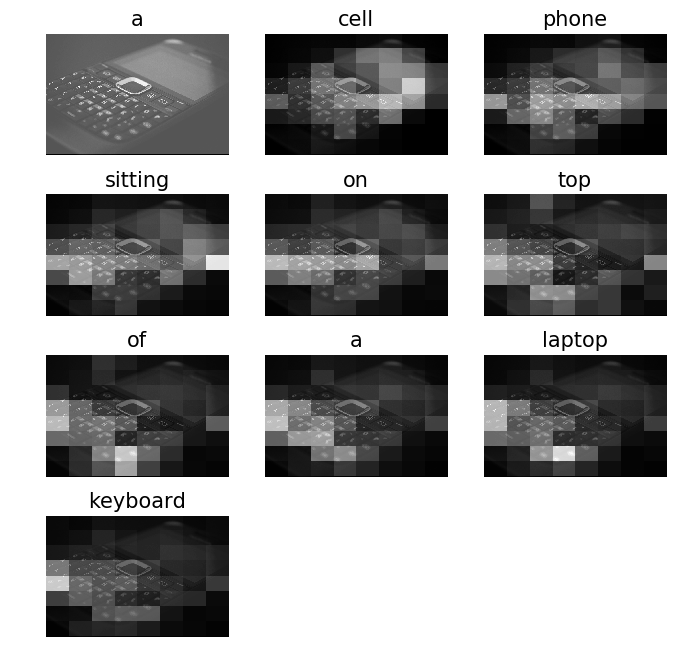 a
cell
phone
sitting
on
top
of
a
laptop
keyboard